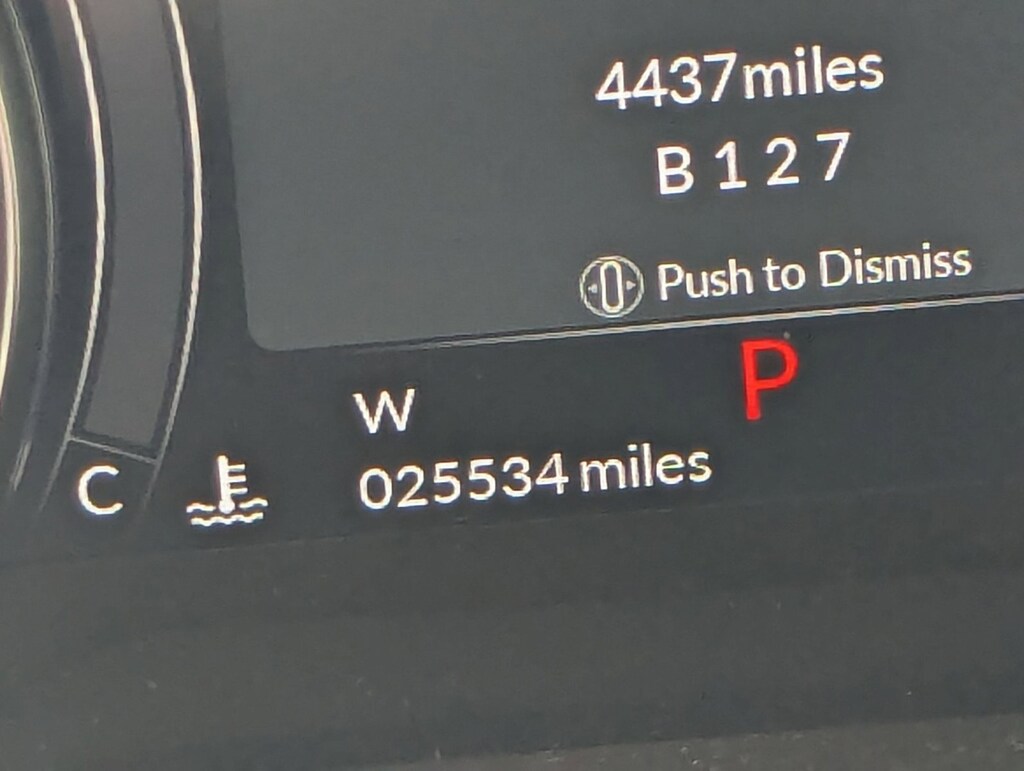 4437miles
B 1 2 7
Push to Dismiss
P
W
025534 miles
C